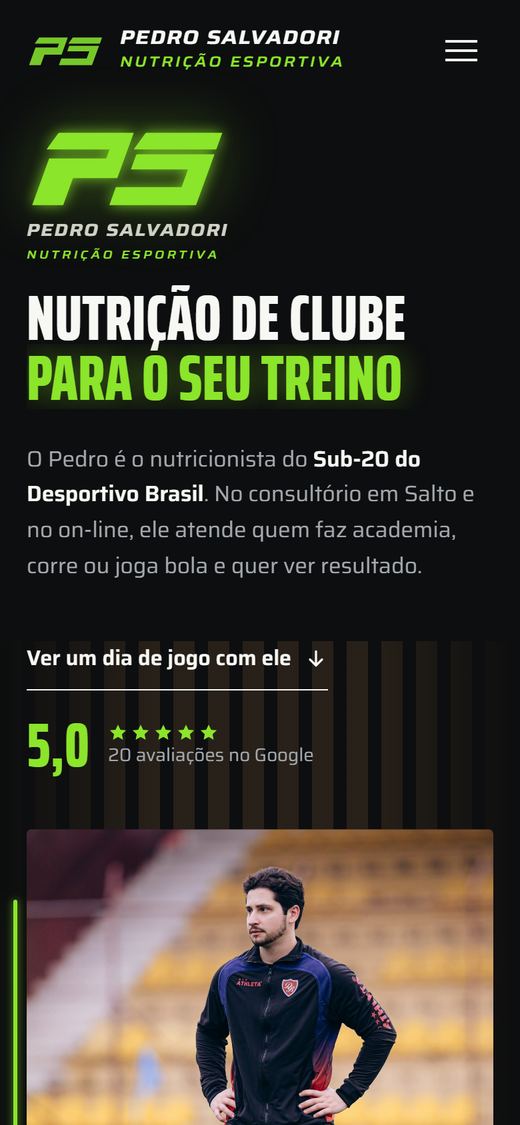 PS PEDRO SALVADORI
NUTRIÇÃO ESPORTIVA
PS
PEDRO SALVADORI
NUTRIÇÃO ESPORTIVA
NUTRIÇÃO DE CLUBE
PARA O SEU TREINO
O Pedro é o nutricionista do Sub-20 do
Desportivo Brasil. No consultório em Salto e
no on-line, ele atende quem faz academia,
corre ou joga bola e quer ver resultado.
Ver um dia de jogo com ele ↓
5,0 ★★★★★
20 avaliações no Google
ATHLETA